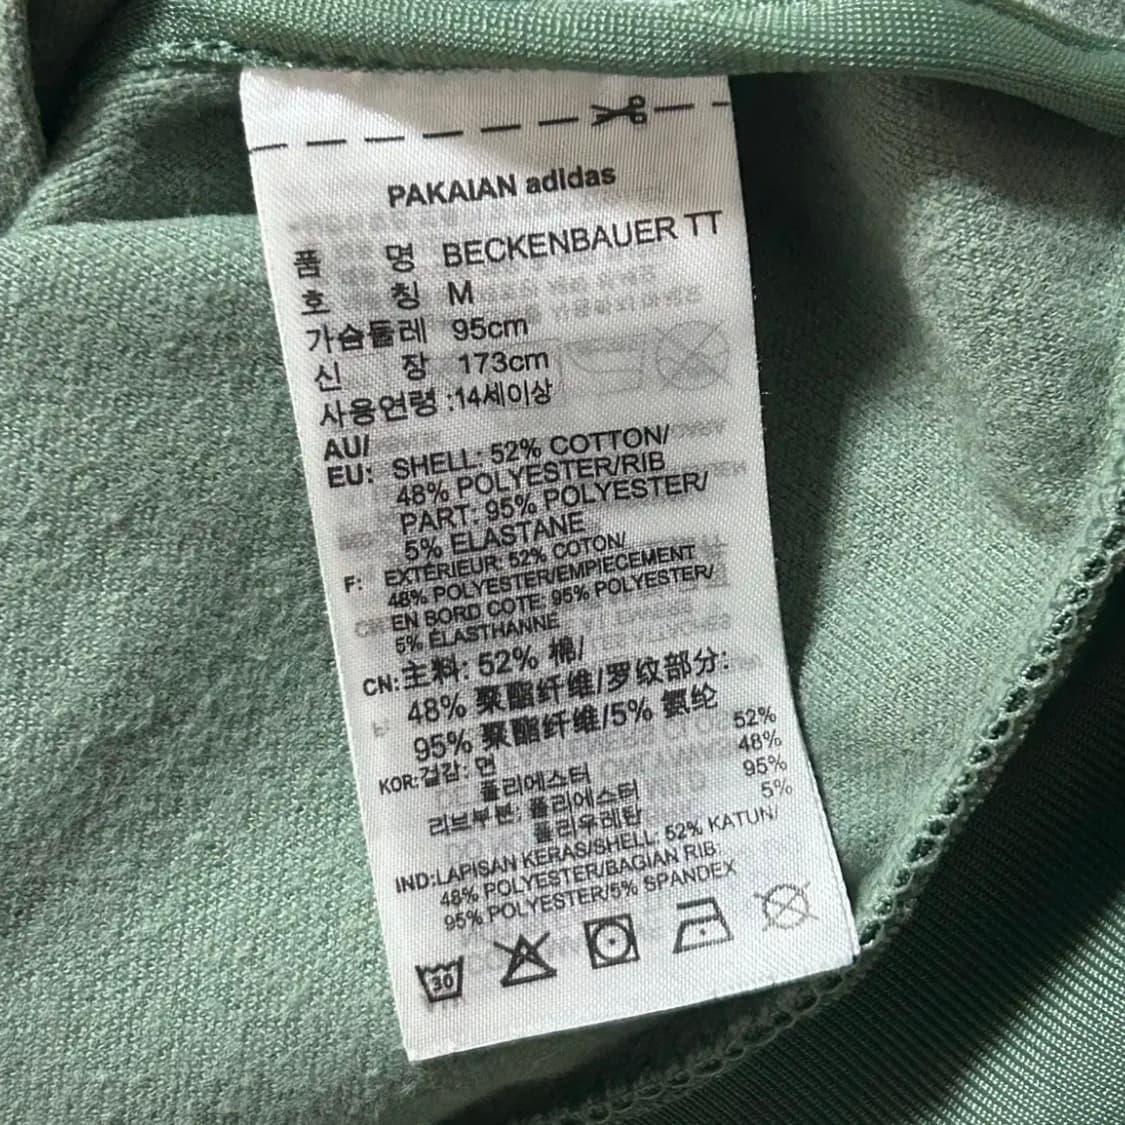 PAKAIAN adidas
품 명 BECKENBAUER TT
호 칭 M
가슴둘레 95cm
신 장 173cm
사용연령 :14세이상
AU/
EU: SHELL: 52% COTTON/
48% POLYESTER/RIB
PART: 95% POLYESTER/
5% ELASTANE
F: EXTÉRIEUR: 52% COTON/
48% POLYESTER/EMPIECEMENT
EN BORD COTE: 95% POLYESTER/
5% ÉLASTHANNE
CN:主料: 52% 棉/
48% 聚酯纤维/罗纹部分:
95% 聚酯纤维/5% 氨纶
KOR:겉감: 면 52%
폴리에스터 48%
리브부분: 폴리에스터 95%
폴리우레탄 5%
IND:LAPISAN KERAS/SHELL: 52% KATUN/
48% POLYESTER/BAGIAN RIB:
95% POLYESTER/5% SPANDEX
30